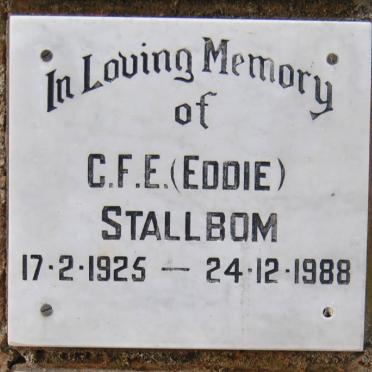 In Loving Memory
of
C.F.E. (EDDIE)
STALLBOM
17·2·1925 — 24·12·1988